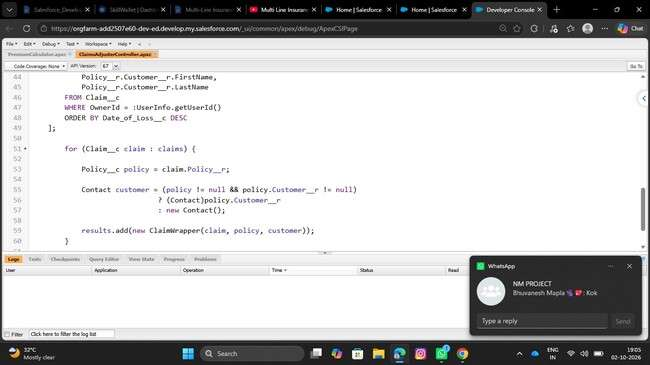 Salesforce_Develo
SkillWallet | Dashb
Multi-Line Insuran
Multi Line Insuran
Home | Salesforce
Home | Salesforce
Developer Console
https://orgfarm-add2507e60-dev-ed.develop.my.salesforce.com/_ui/common/apex/debug/ApexCSIPage
Chat
File
Edit
Debug
Test
Workspace
Help
PremiumCalculator.apxc
ClaimsAdjusterController.apxc
Code Coverage: None
API Version:
67
Go To
44 Policy__r.Customer__r.FirstName,
45 Policy__r.Customer__r.LastName
46 FROM Claim__c
47 WHERE OwnerId = :UserInfo.getUserId()
48 ORDER BY Date_of_Loss__c DESC
49 ];
50
51 for (Claim__c claim : claims) {
52
53 Policy__c policy = claim.Policy__r;
54
55 Contact customer = (policy != null && policy.Customer__r != null)
56 ? (Contact)policy.Customer__r
57 : new Contact();
58
59 results.add(new ClaimWrapper(claim, policy, customer));
60 }
Logs
Tests
Checkpoints
Query Editor
View State
Progress
Problems
User
Application
Operation
Time
Status
Read
WhatsApp
NM PROJECT
Bhuvanesh Mapla : Kok
Type a reply
Send
Filter
Click here to filter the log list
32°C
Mostly clear
Search
ENG
IN
19:05
02-10-2026